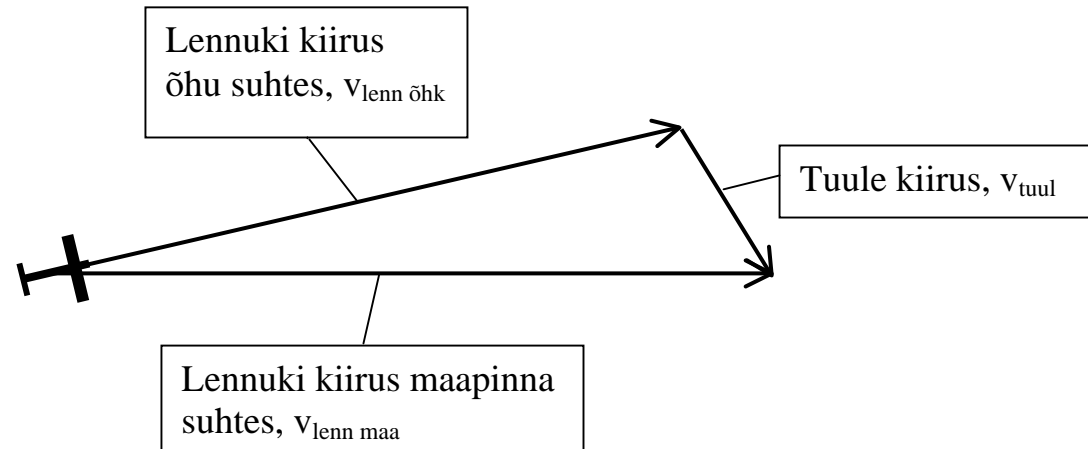 Lennuki kiirus
õhu suhtes, vlenn õhk
Tuule kiirus, vtuul
Lennuki kiirus maapinna
suhtes, vlenn maa